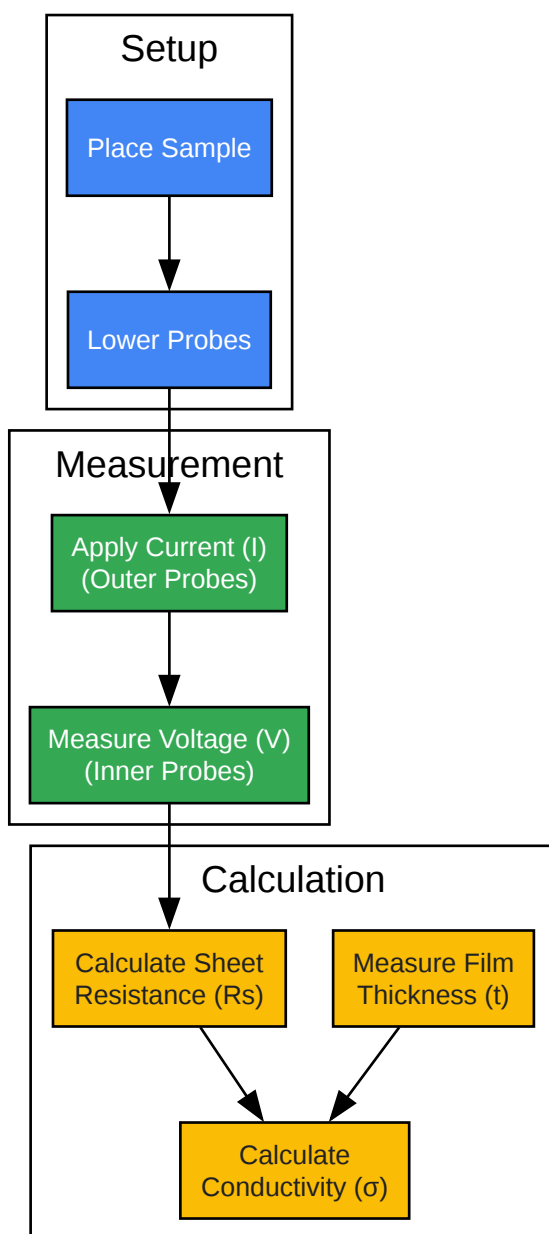 Setup
Place Sample
Lower Probes
Measurement
Apply Current (I)
(Outer Probes)
Measure Voltage (V)
(Inner Probes)
Calculation
Calculate Sheet
Resistance (Rs)
Measure Film
Thickness (t)
Calculate
Conductivity (σ)